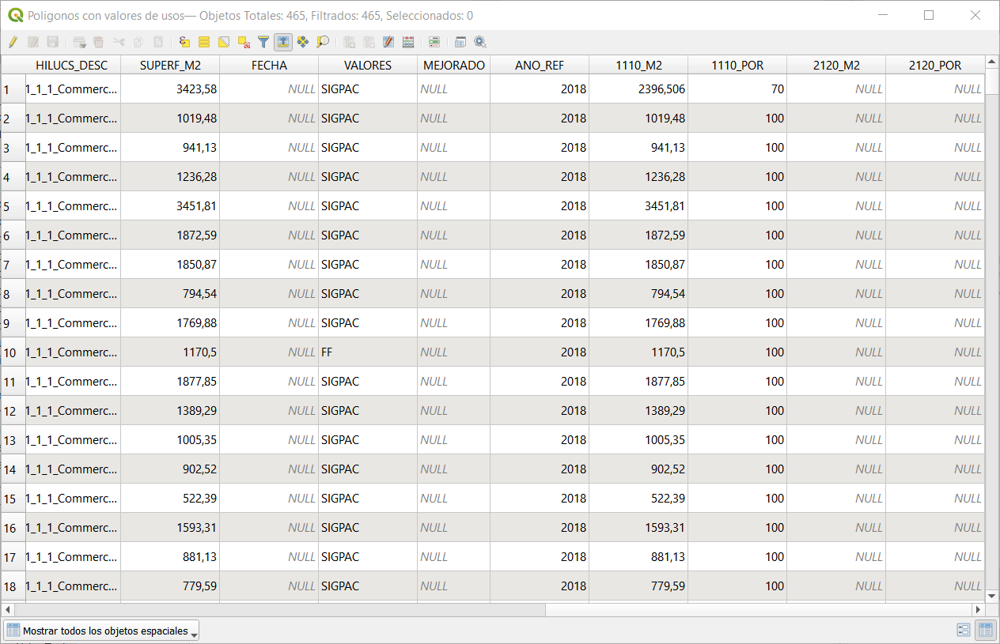 Poligonos con valores de usos— Objetos Totales: 465, Filtrados: 465, Seleccionados: 0
HILUCS_DESC SUPERF_M2 FECHA VALORES MEJORADO ANO_REF 1110_M2 1110_POR 2120_M2 2120_POR
1 1_1_1_Commerc... 3423,58 NULL SIGPAC NULL 2018 2396,506 70 NULL NULL
2 1_1_1_Commerc... 1019,48 NULL SIGPAC NULL 2018 1019,48 100 NULL NULL
3 1_1_1_Commerc... 941,13 NULL SIGPAC NULL 2018 941,13 100 NULL NULL
4 1_1_1_Commerc... 1236,28 NULL SIGPAC NULL 2018 1236,28 100 NULL NULL
5 1_1_1_Commerc... 3451,81 NULL SIGPAC NULL 2018 3451,81 100 NULL NULL
6 1_1_1_Commerc... 1872,59 NULL SIGPAC NULL 2018 1872,59 100 NULL NULL
7 1_1_1_Commerc... 1850,87 NULL SIGPAC NULL 2018 1850,87 100 NULL NULL
8 1_1_1_Commerc... 794,54 NULL SIGPAC NULL 2018 794,54 100 NULL NULL
9 1_1_1_Commerc... 1769,88 NULL SIGPAC NULL 2018 1769,88 100 NULL NULL
10 1_1_1_Commerc... 1170,5 NULL FF NULL 2018 1170,5 100 NULL NULL
11 1_1_1_Commerc... 1877,85 NULL SIGPAC NULL 2018 1877,85 100 NULL NULL
12 1_1_1_Commerc... 1389,29 NULL SIGPAC NULL 2018 1389,29 100 NULL NULL
13 1_1_1_Commerc... 1005,35 NULL SIGPAC NULL 2018 1005,35 100 NULL NULL
14 1_1_1_Commerc... 902,52 NULL SIGPAC NULL 2018 902,52 100 NULL NULL
15 1_1_1_Commerc... 522,39 NULL SIGPAC NULL 2018 522,39 100 NULL NULL
16 1_1_1_Commerc... 1593,31 NULL SIGPAC NULL 2018 1593,31 100 NULL NULL
17 1_1_1_Commerc... 881,13 NULL SIGPAC NULL 2018 881,13 100 NULL NULL
18 1_1_1_Commerc... 779,59 NULL SIGPAC NULL 2018 779,59 100 NULL NULL
Mostrar todos los objetos espaciales